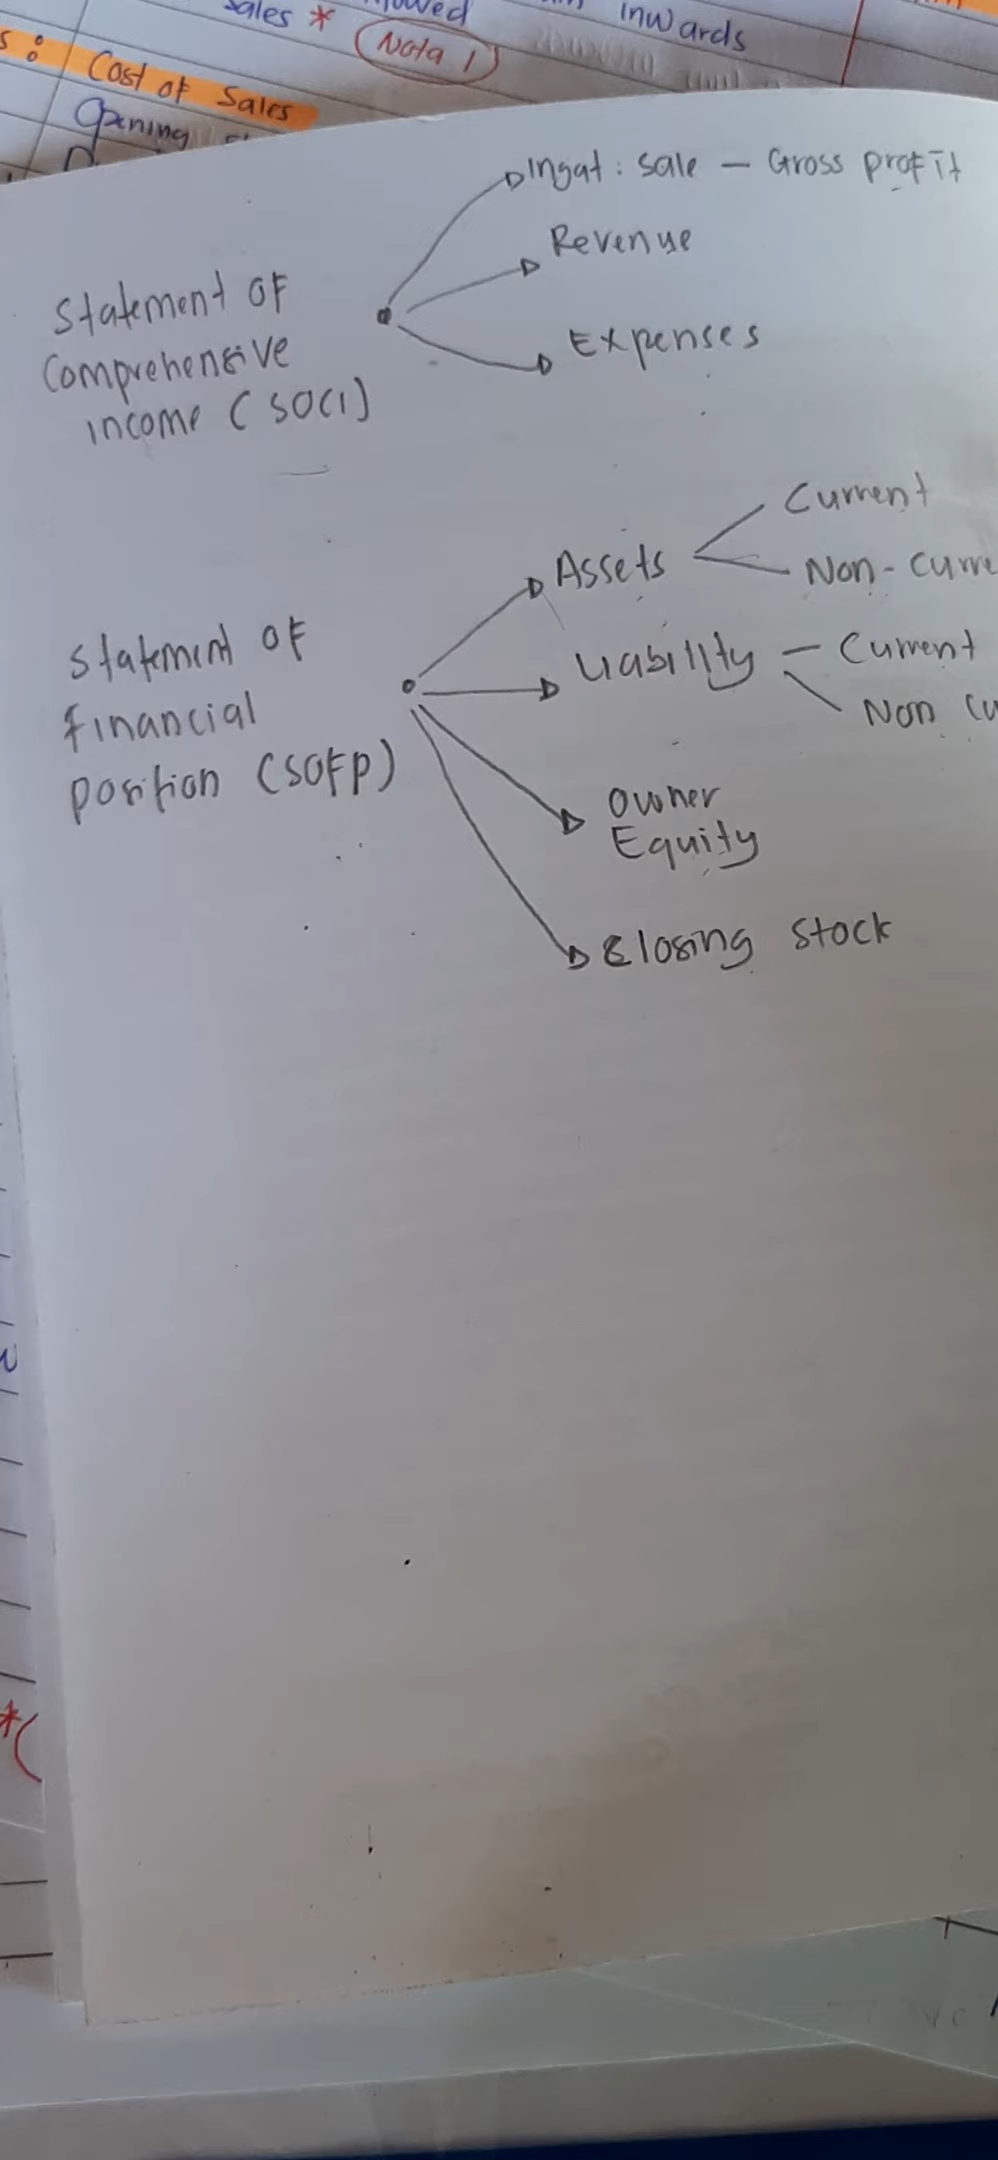 sales *
Nota 1
inwards
s :
Cost of Sales
Opening
Ingat : sale — Gross profit
Revenue
Expenses
Statement of
Comprehensive
income (SOCI)
Current
Assets
Non-curre
Liability — Current
Non cu
Statement of
financial
position (SOFP)
Owner
Equity
Closing stock
*(